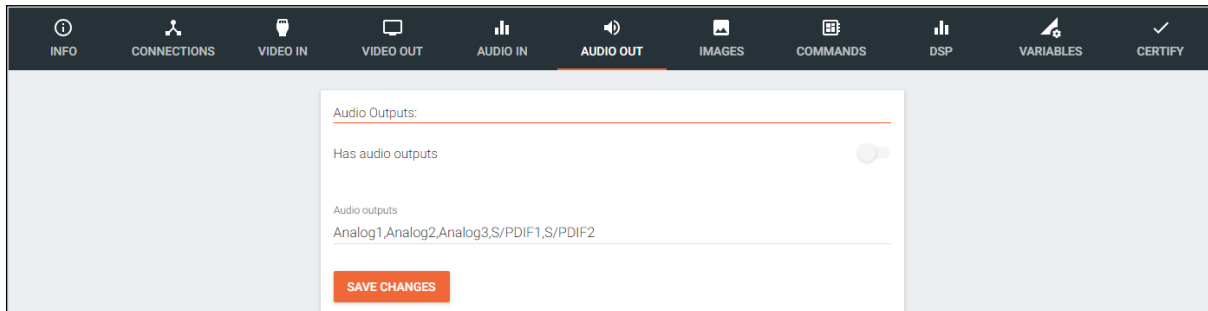 INFO
CONNECTIONS
VIDEO IN
VIDEO OUT
AUDIO IN
AUDIO OUT
IMAGES
COMMANDS
DSP
VARIABLES
CERTIFY
Audio Outputs:
Has audio outputs
Audio outputs
Analog1,Analog2,Analog3,S/PDIF1,S/PDIF2
SAVE CHANGES